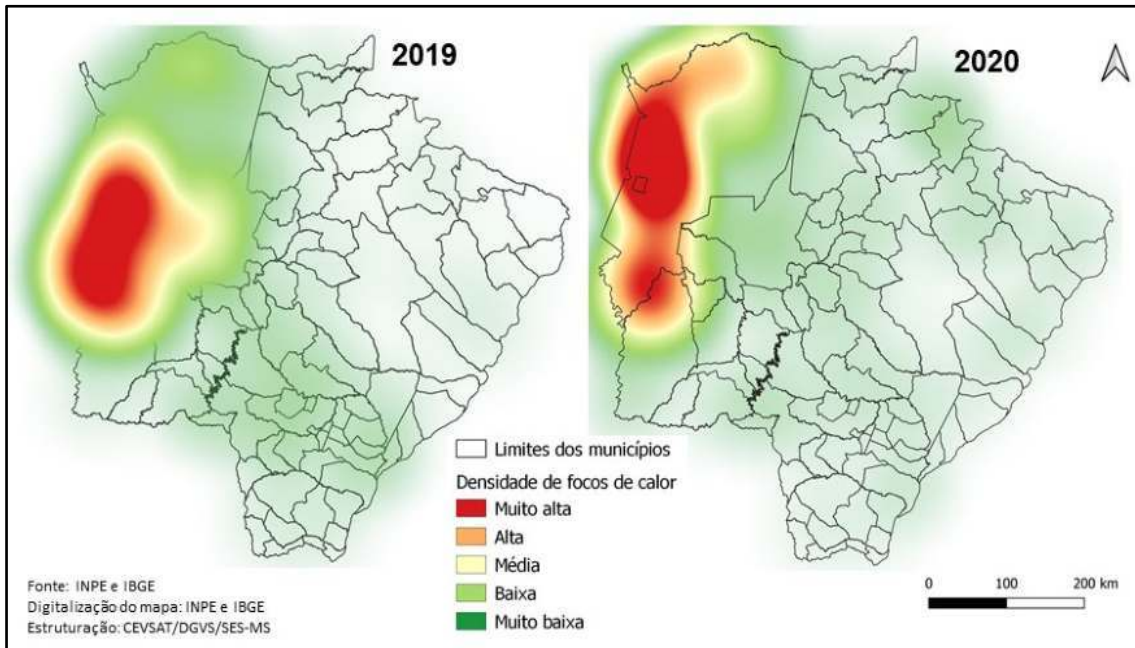 2019
2020
Limites dos municípios
Densidade de focos de calor
Muito alta
Alta
Média
Baixa
Muito baixa
Fonte: INPE e IBGE
Digitalização do mapa: INPE e IBGE
Estruturação: CEVSAT/DGVS/SES-MS
0 100 200 km